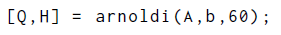 [Q,H] = arnoldi(A,b,60);